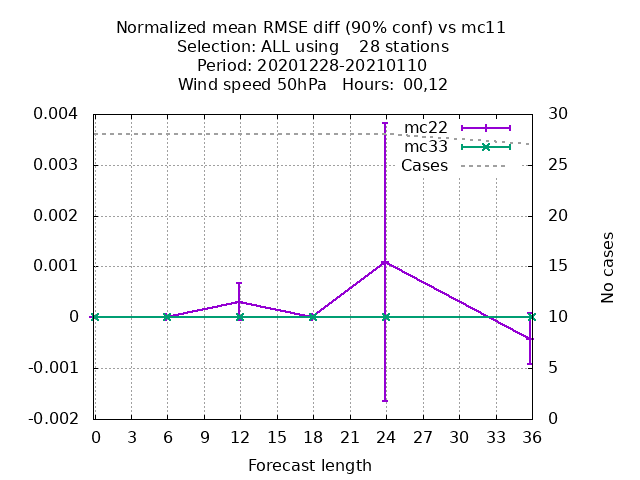 Normalized mean RMSE diff (90% conf) vs mc11
Selection: ALL using    28 stations
Period: 20201228-20210110
Wind speed 50hPa   Hours:  00,12
0.004
0.003
0.002
0.001
0
-0.001
-0.002
mc22
mc33
Cases
30
25
20
15
10
5
0
No cases
0 3 6 9 12 15 18 21 24 27 30 33 36
Forecast length